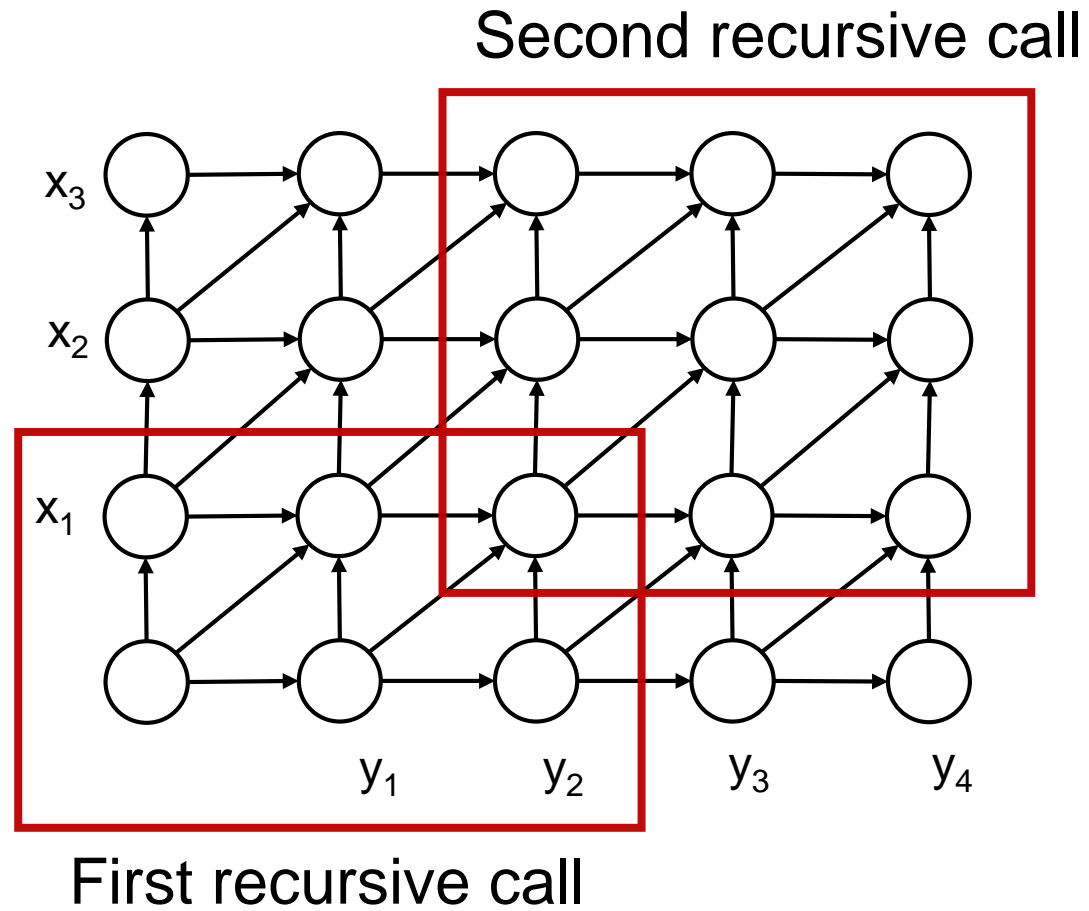 Second recursive call
x₃
x₂
x₁
y₁ y₂ y₃ y₄
First recursive call